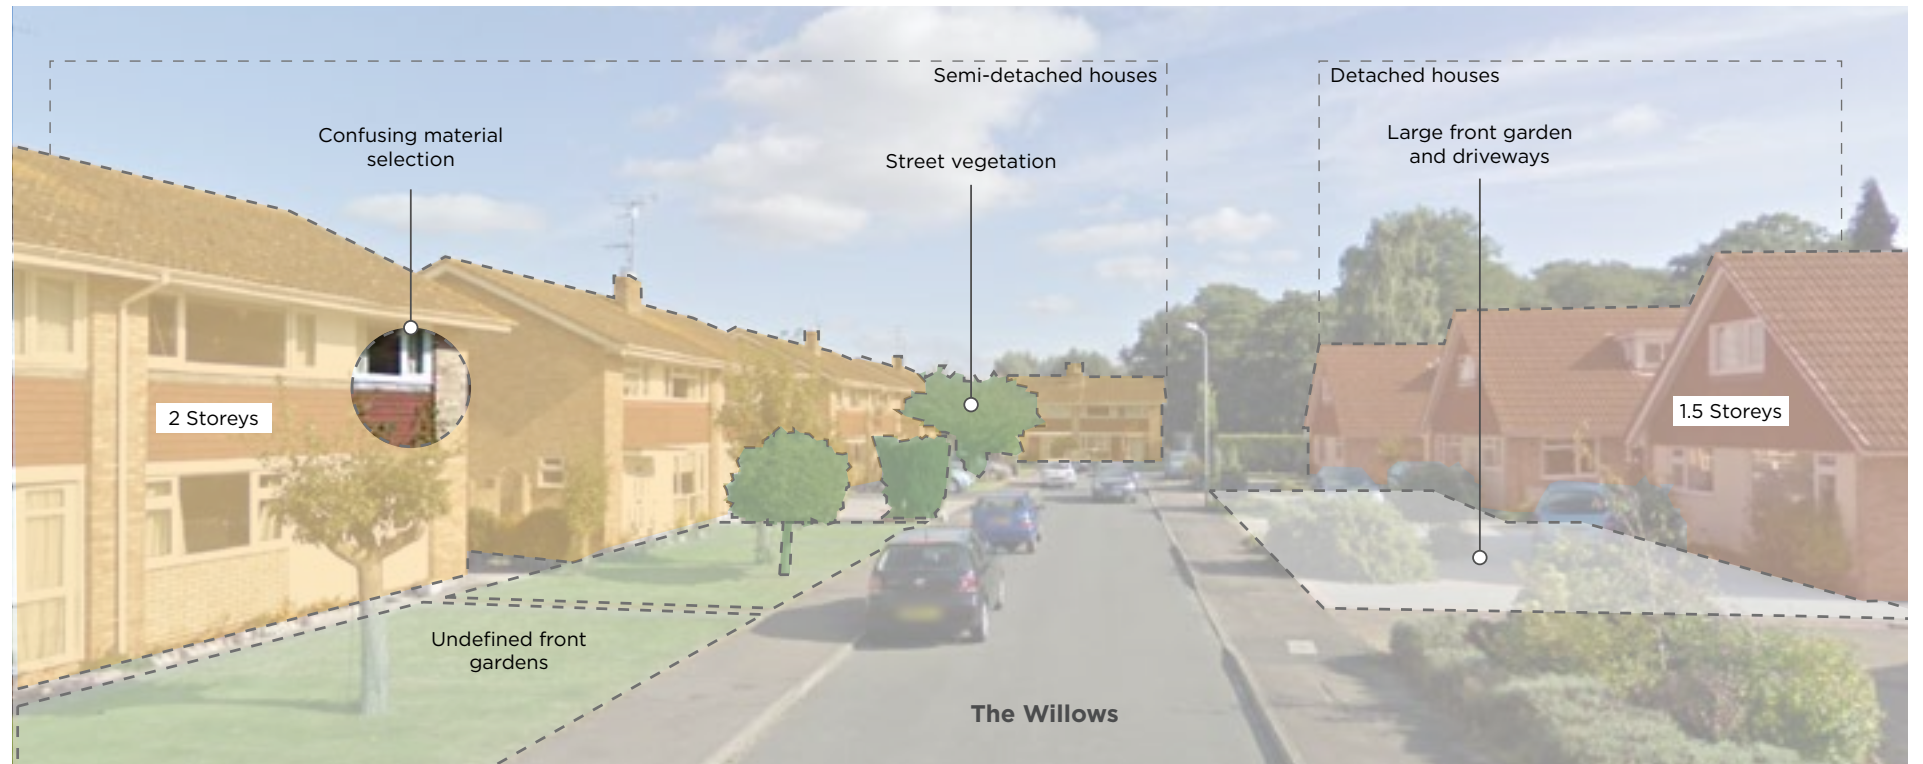 Semi-detached houses
Detached houses
Confusing material
selection
Street vegetation
Large front garden
and driveways
2 Storeys
1.5 Storeys
Undefined front
gardens
The Willows